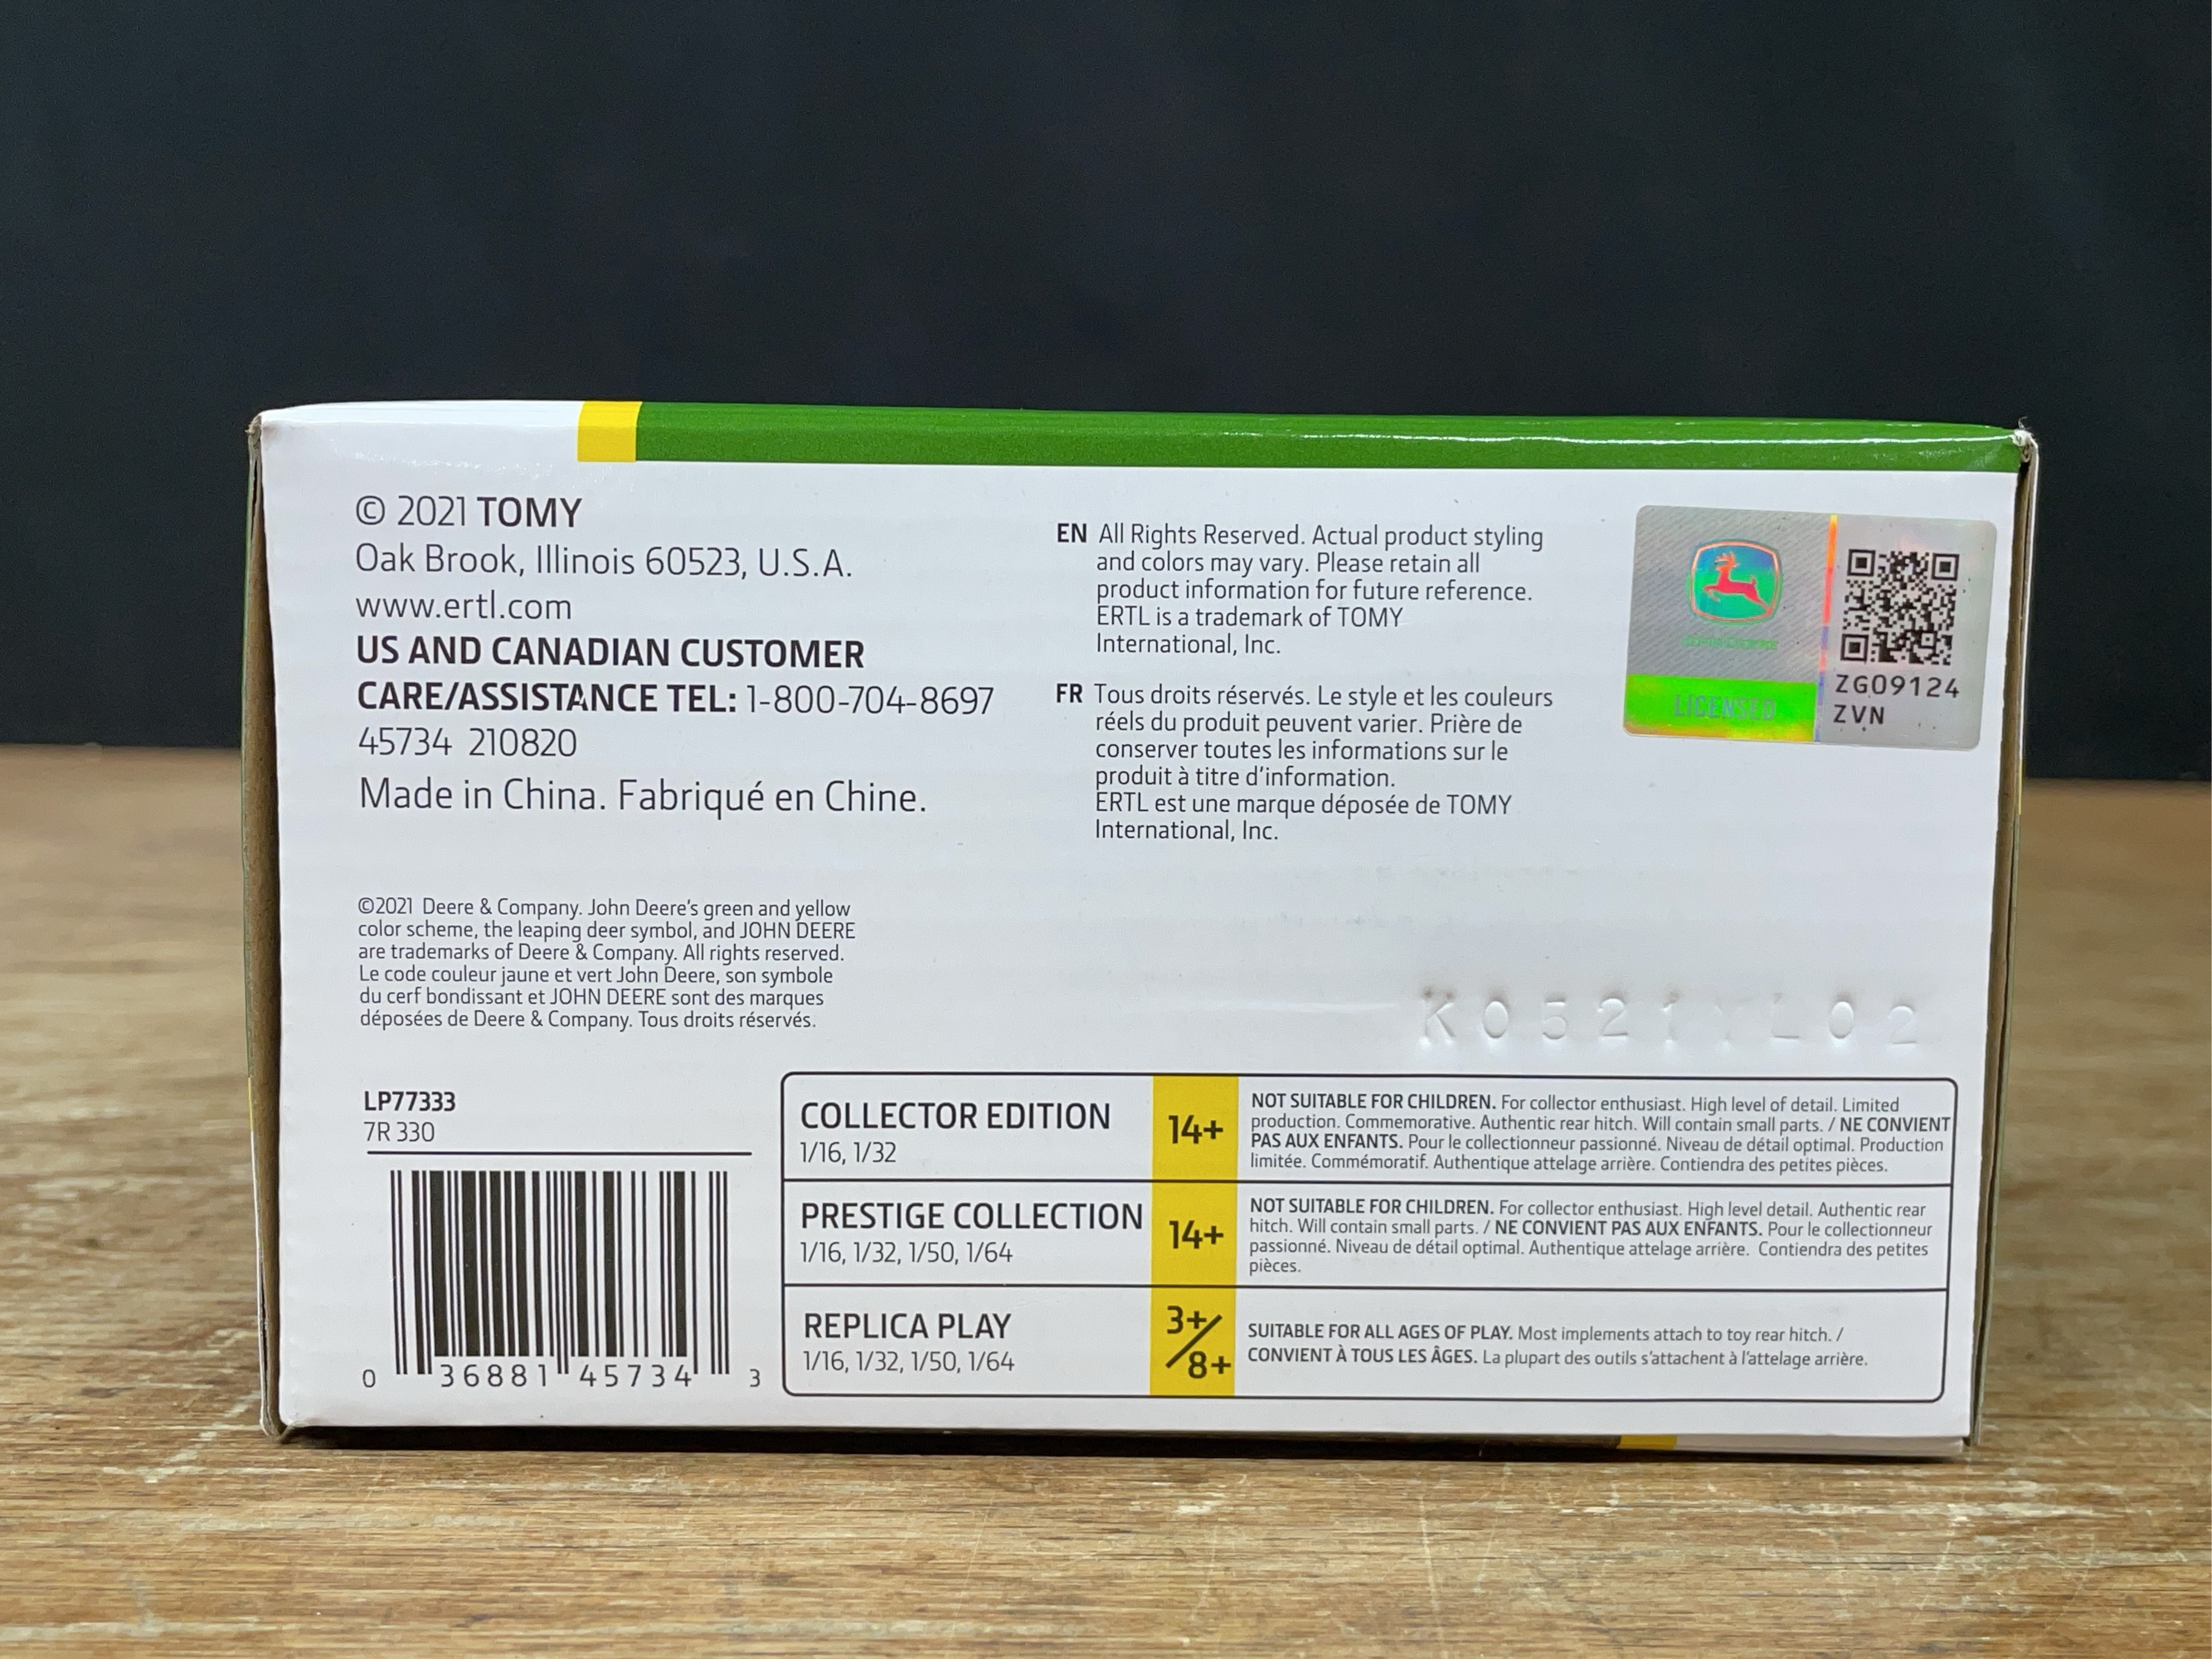 © 2021 TOMY
Oak Brook, Illinois 60523, U.S.A.
www.ertl.com
US AND CANADIAN CUSTOMER
CARE/ASSISTANCE TEL: 1-800-704-8697
45734 210820
Made in China. Fabriqué en Chine.
EN All Rights Reserved. Actual product styling
and colors may vary. Please retain all
product information for future reference.
ERTL is a trademark of TOMY
International, Inc.
FR Tous droits réservés. Le style et les couleurs
réels du produit peuvent varier. Prière de
conserver toutes les informations sur le
produit à titre d'information.
ERTL est une marque déposée de TOMY
International, Inc.
LICENSED
ZG09124
ZVN
©2021 Deere & Company. John Deere's green and yellow
color scheme, the leaping deer symbol, and JOHN DEERE
are trademarks of Deere & Company. All rights reserved.
Le code couleur jaune et vert John Deere, son symbole
du cerf bondissant et JOHN DEERE sont des marques
déposées de Deere & Company. Tous droits réservés.
K0521YL02
LP77333
7R 330
0 36881 45734 3
COLLECTOR EDITION
1/16, 1/32
14+
NOT SUITABLE FOR CHILDREN. For collector enthusiast. High level of detail. Limited
production. Commemorative. Authentic rear hitch. Will contain small parts. / NE CONVIENT
PAS AUX ENFANTS. Pour le collectionneur passionné. Niveau de détail optimal. Production
limitée. Commémoratif. Authentique attelage arrière. Contiendra des petites pièces.
PRESTIGE COLLECTION
1/16, 1/32, 1/50, 1/64
14+
NOT SUITABLE FOR CHILDREN. For collector enthusiast. High level detail. Authentic rear
hitch. Will contain small parts. / NE CONVIENT PAS AUX ENFANTS. Pour le collectionneur
passionné. Niveau de détail optimal. Authentique attelage arrière. Contiendra des petites
pièces.
REPLICA PLAY
1/16, 1/32, 1/50, 1/64
3+/8+
SUITABLE FOR ALL AGES OF PLAY. Most implements attach to toy rear hitch. /
CONVIENT À TOUS LES ÂGES. La plupart des outils s'attachent à l'attelage arrière.